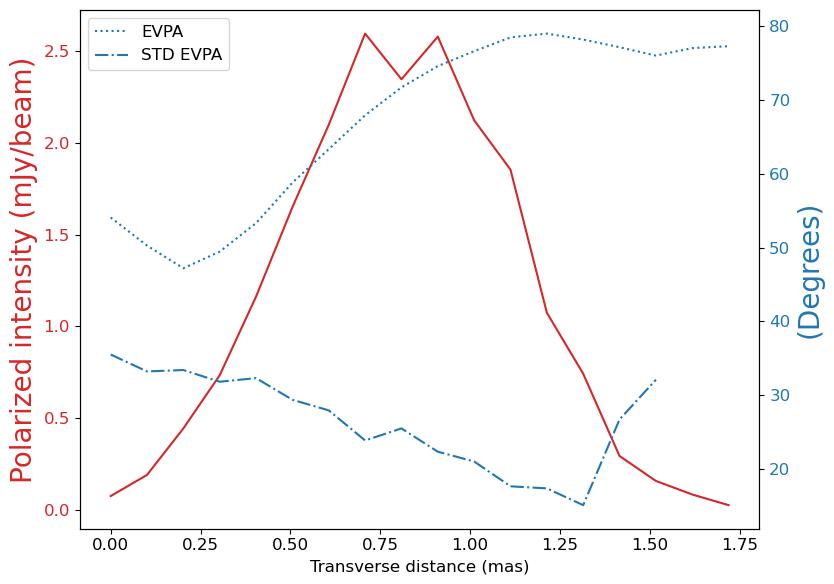 EVPA
STD EVPA
Polarized intensity (mJy/beam)
2.5
2.0
1.5
1.0
0.5
0.0
80
70
60
50
40
30
20
(Degrees)
0.00 0.25 0.50 0.75 1.00 1.25 1.50 1.75
Transverse distance (mas)